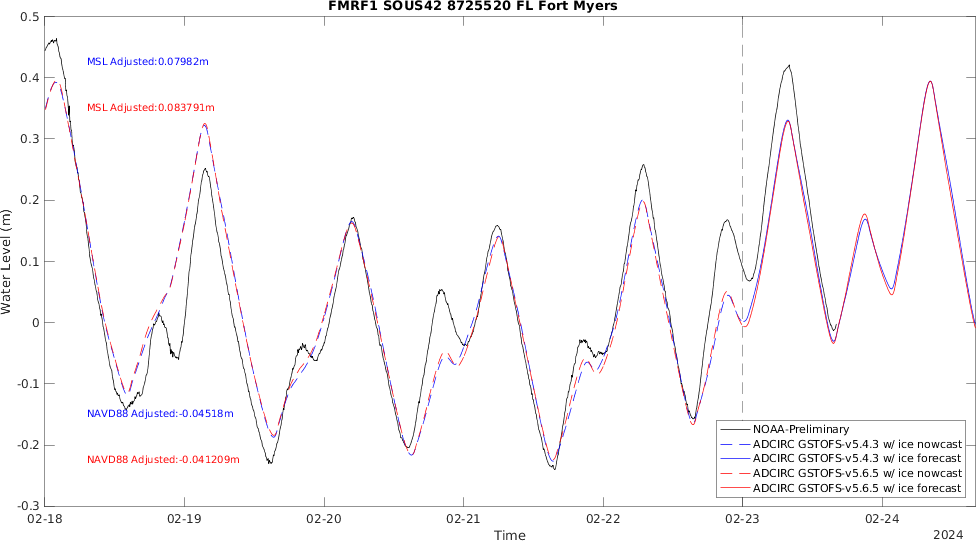 FMRF1 SOUS42 8725520 FL Fort Myers
0.5
0.4
0.3
0.2
0.1
0
-0.1
-0.2
-0.3
Water Level (m)
MSL Adjusted:0.07982m
MSL Adjusted:0.083791m
NAVD88 Adjusted:-0.04518m
NAVD88 Adjusted:-0.041209m
NOAA-Preliminary
ADCIRC GSTOFS-v5.4.3 w/ ice nowcast
ADCIRC GSTOFS-v5.4.3 w/ ice forecast
ADCIRC GSTOFS-v5.6.5 w/ ice nowcast
ADCIRC GSTOFS-v5.6.5 w/ ice forecast
02-18 02-19 02-20 02-21 02-22 02-23 02-24
Time
2024